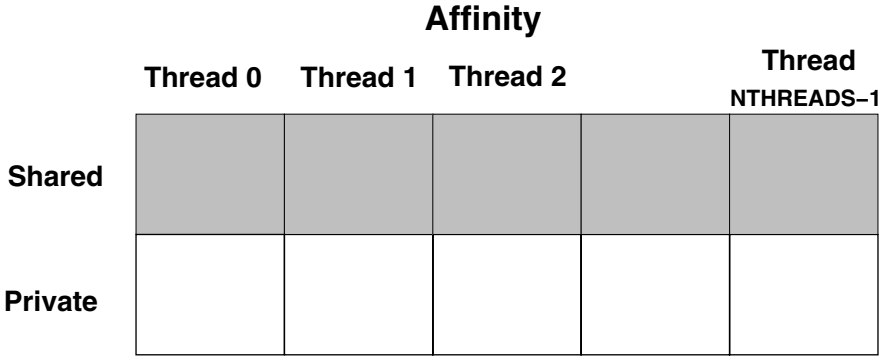 Affinity
Thread 0 Thread 1 Thread 2 Thread
NTHREADS−1
Shared
Private